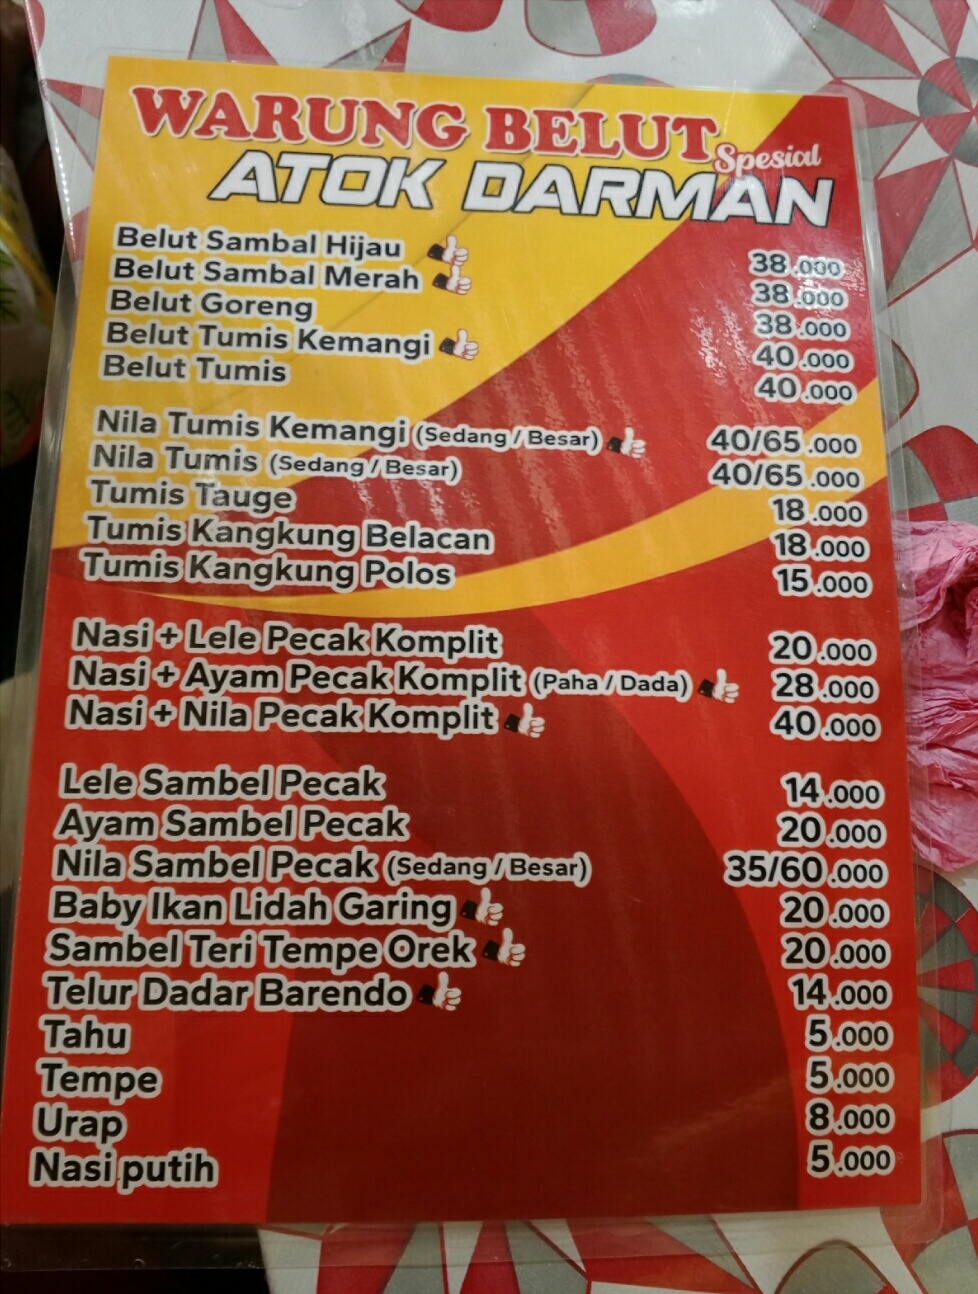 WARUNG BELUT
Spesial
ATOK DARMAN
Belut Sambal Hijau 38.000
Belut Sambal Merah 38.000
Belut Goreng 38.000
Belut Tumis Kemangi 40.000
Belut Tumis 40.000
Nila Tumis Kemangi (Sedang / Besar) 40/65.000
Nila Tumis (Sedang / Besar) 40/65.000
Tumis Tauge 18.000
Tumis Kangkung Belacan 18.000
Tumis Kangkung Polos 15.000
Nasi + Lele Pecak Komplit 20.000
Nasi + Ayam Pecak Komplit (Paha / Dada) 28.000
Nasi + Nila Pecak Komplit 40.000
Lele Sambel Pecak 14.000
Ayam Sambel Pecak 20.000
Nila Sambel Pecak (Sedang / Besar) 35/60.000
Baby Ikan Lidah Garing 20.000
Sambel Teri Tempe Orek 20.000
Telur Dadar Barendo 14.000
Tahu 5.000
Tempe 5.000
Urap 8.000
Nasi putih 5.000